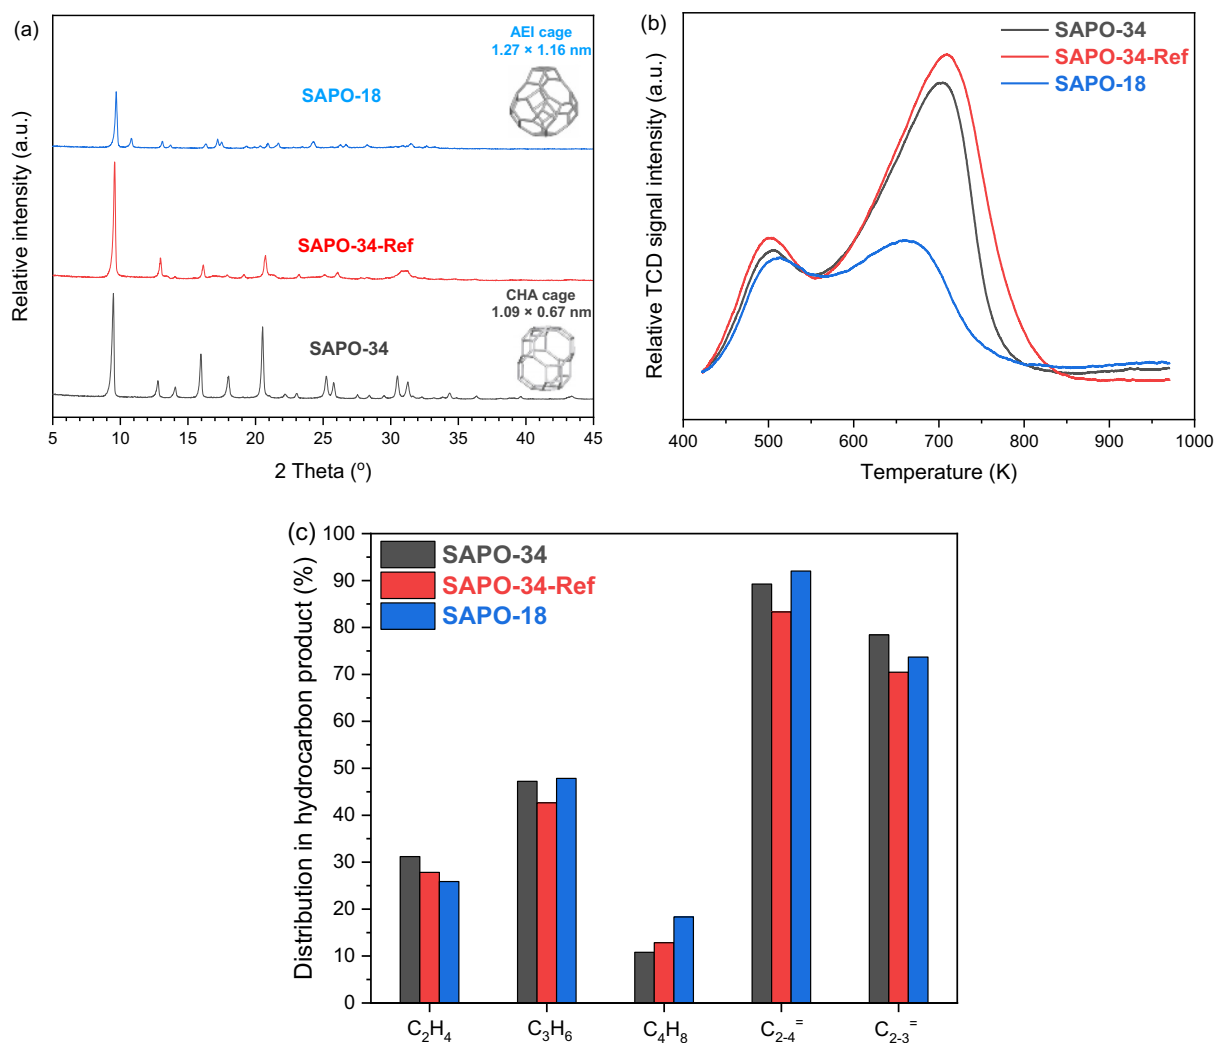 (a)
AEI cage
1.27 × 1.16 nm
SAPO-18
SAPO-34-Ref
CHA cage
1.09 × 0.67 nm
SAPO-34
Relative intensity (a.u.)
5 10 15 20 25 30 35 40 45
2 Theta (º)
(b)
SAPO-34
SAPO-34-Ref
SAPO-18
Relative TCD signal intensity (a.u.)
400 500 600 700 800 900 1000
Temperature (K)
(c)
SAPO-34
SAPO-34-Ref
SAPO-18
Distribution in hydrocarbon product (%)
100
90
80
70
60
50
40
30
20
10
0
C₂H₄ C₃H₆ C₄H₈ C₂₋₄⁼ C₂₋₃⁼